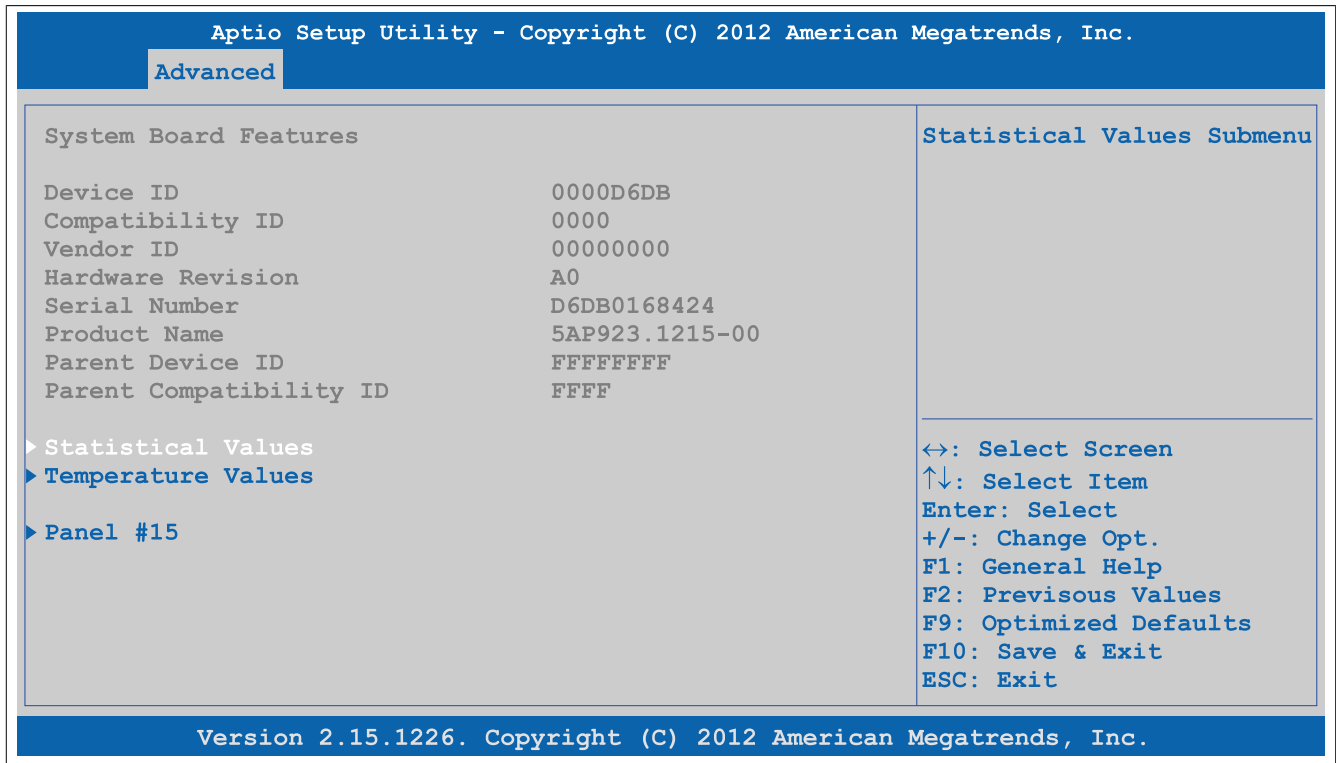 Aptio Setup Utility - Copyright (C) 2012 American Megatrends, Inc.
Advanced
System Board Features
Device ID 0000D6DB
Compatibility ID 0000
Vendor ID 00000000
Hardware Revision A0
Serial Number D6DB0168424
Product Name 5AP923.1215-00
Parent Device ID FFFFFFFF
Parent Compatibility ID FFFF
Statistical Values
Temperature Values
Panel #15
Statistical Values Submenu
↔: Select Screen
↑↓: Select Item
Enter: Select
+/-: Change Opt.
F1: General Help
F2: Previsous Values
F9: Optimized Defaults
F10: Save & Exit
ESC: Exit
Version 2.15.1226. Copyright (C) 2012 American Megatrends, Inc.